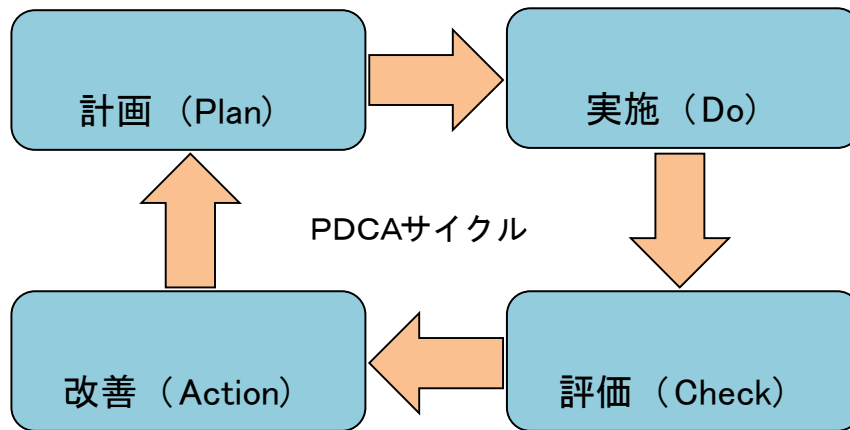 計画（Plan）
実施（Do）
PDCAサイクル
改善（Action）
評価（Check）